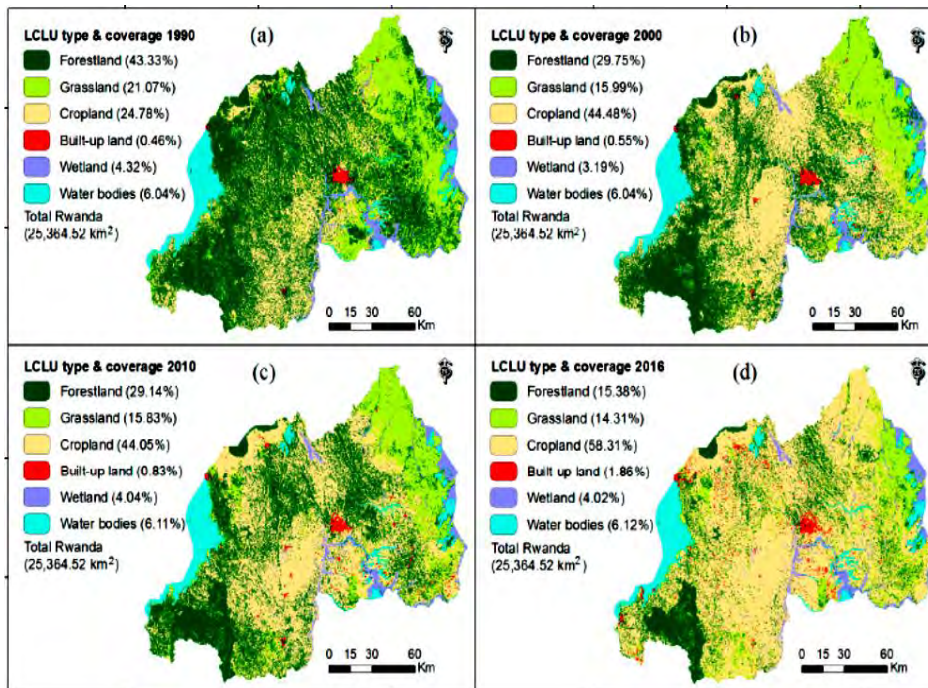 LCLU type & coverage 1990
(a)
Forestland (43.33%)
Grassland (21.07%)
Cropland (24.78%)
Built-up land (0.46%)
Wetland (4.32%)
Water bodies (6.04%)
Total Rwanda
(25,364.52 km²)
0 15 30 60
Km
LCLU type & coverage 2000
(b)
Forestland (29.75%)
Grassland (15.99%)
Cropland (44.48%)
Built-up land (0.55%)
Wetland (3.19%)
Water bodies (6.04%)
Total Rwanda
(25,364.52 km²)
0 15 30 60
Km
LCLU type & coverage 2010
(c)
Forestland (29.14%)
Grassland (15.83%)
Cropland (44.05%)
Built-up land (0.83%)
Wetland (4.04%)
Water bodies (6.11%)
Total Rwanda
(25,364.52 km²)
0 15 30 60
Km
LCLU type & coverage 2016
(d)
Forestland (15.38%)
Grassland (14.31%)
Cropland (58.31%)
Built up land (1.86%)
Wetland (4.02%)
Water bodies (6.12%)
Total Rwanda
(25,364.52 km²)
0 15 30 60
Km